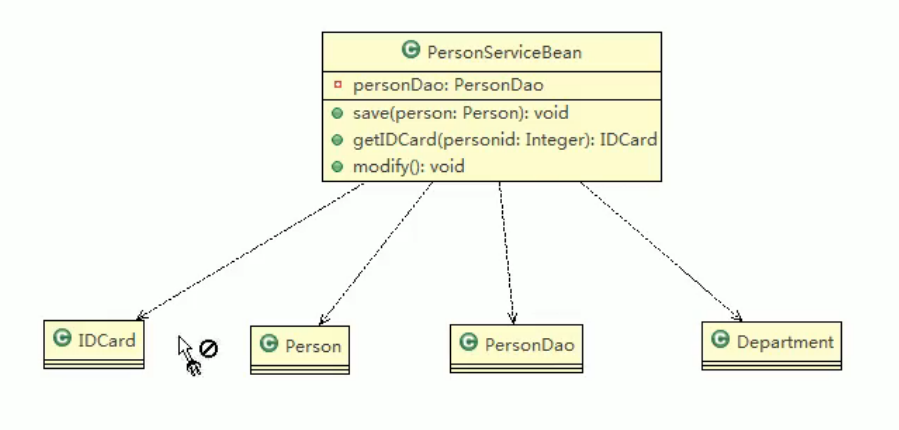 C PersonServiceBean
personDao: PersonDao
save(person: Person): void
getIDCard(personid: Integer): IDCard
modify(): void
C IDCard
C Person
C PersonDao
C Department